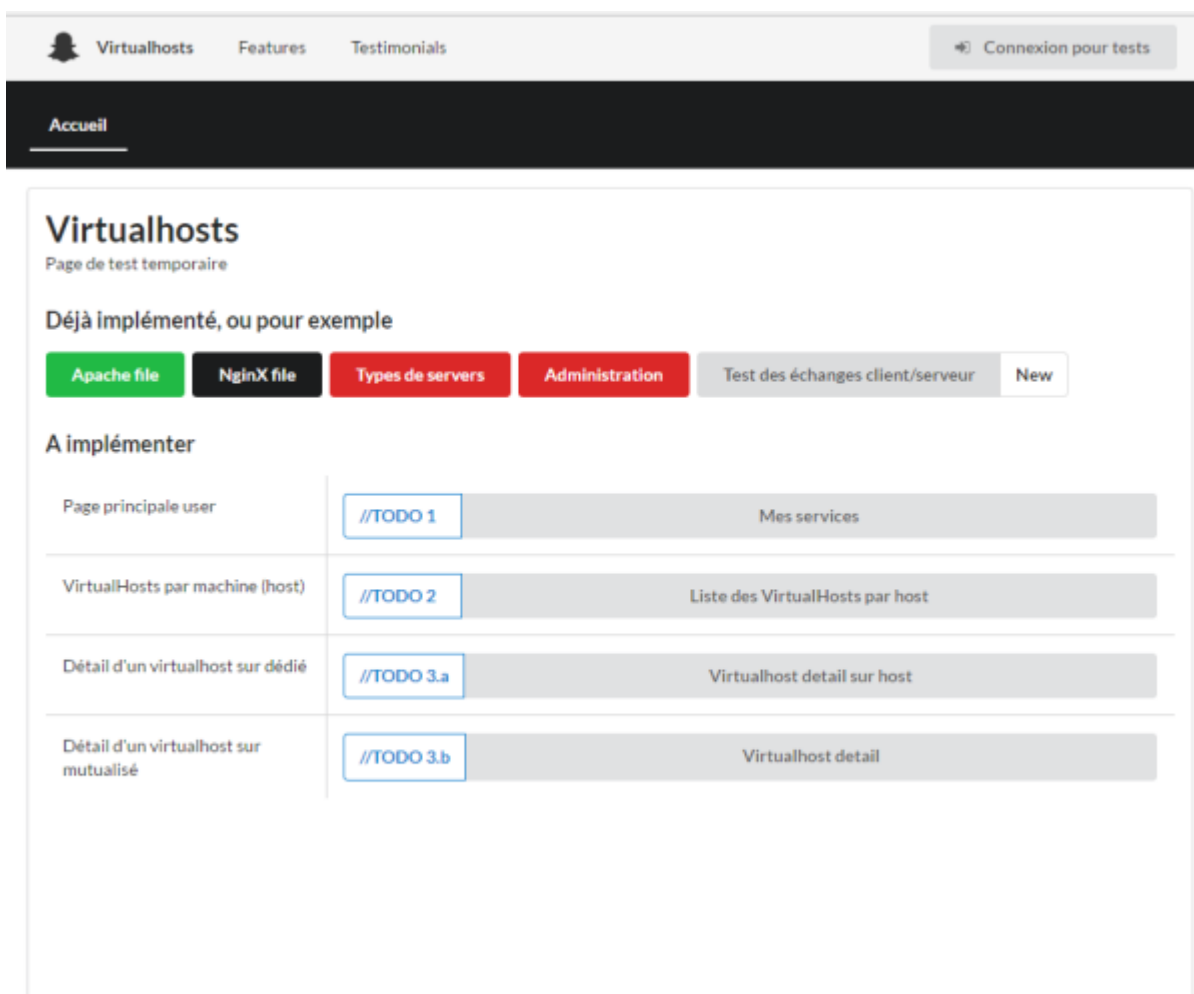 Virtualhosts Features Testimonials Connexion pour tests
Accueil
Virtualhosts
Page de test temporaire
Déjà implémenté, ou pour exemple
Apache file NginX file Types de servers Administration Test des échanges client/serveur New
A implémenter
Page principale user //TODO 1 Mes services
VirtualHosts par machine (host) //TODO 2 Liste des VirtualHosts par host
Détail d'un virtualhost sur dédié //TODO 3.a Virtualhost detail sur host
Détail d'un virtualhost sur
mutualisé //TODO 3.b Virtualhost detail